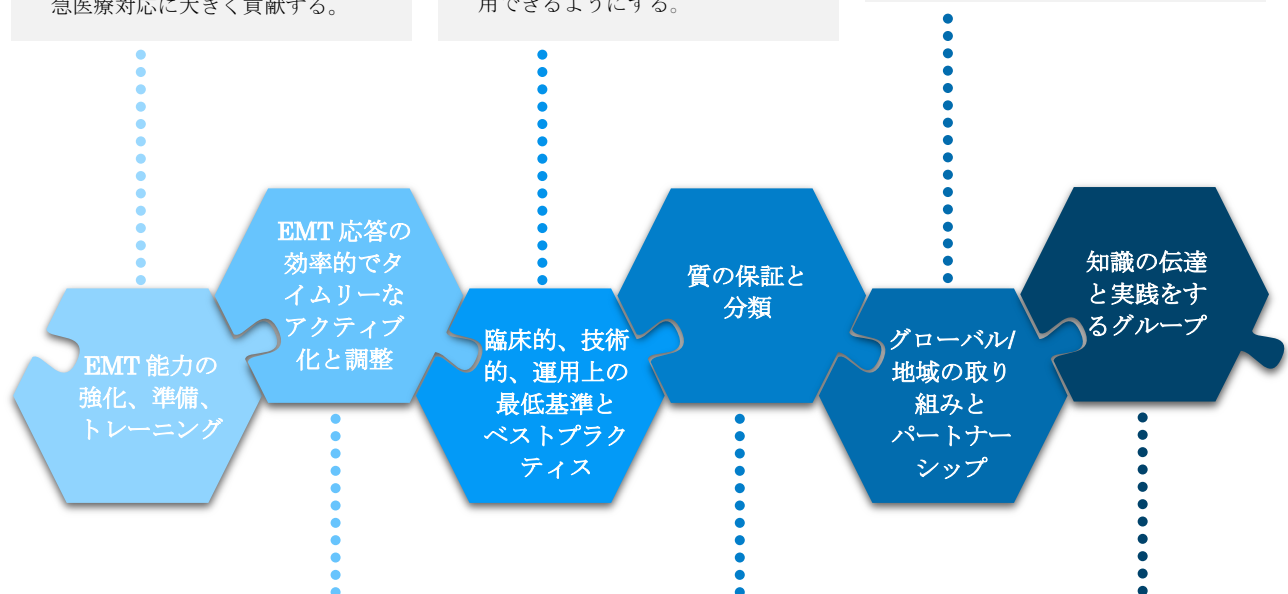 急医療対応に大きく貢献する。
用できるようにする。
EMT 能力の
強化、準備、
トレーニング
EMT 応答の
効率的でタ
イムリーな
アクティブ
化と調整
臨床的、技術
的、運用上の
最低基準と
ベストプラク
ティス
質の保証と
分類
グローバル/
地域の取り
組みと
パートナー
シップ
知識の伝達
と実践をす
るグループ